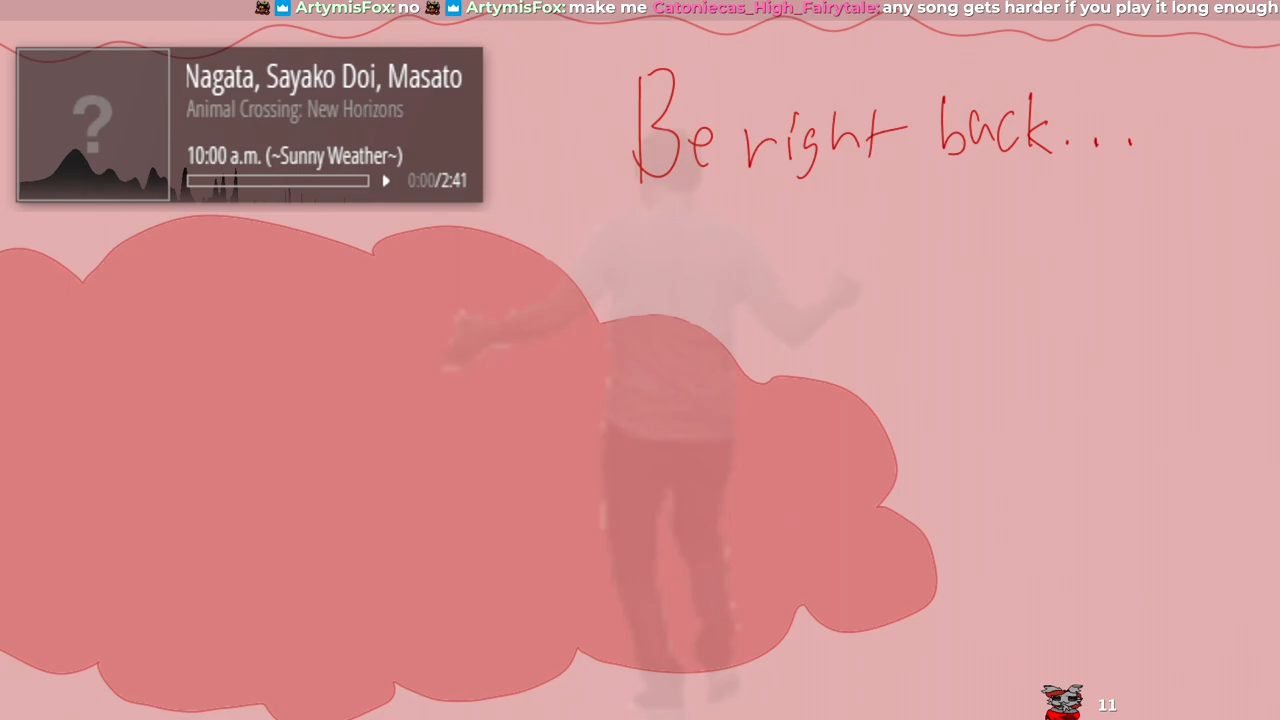 ArtymisFox: no ArtymisFox: make me Catoniecas_High_Fairytale: any song gets harder if you play it long enough
Nagata, Sayako Doi, Masato
Animal Crossing: New Horizons
10:00 a.m. (~Sunny Weather~)
0:00/2:41
?
Be right back...
11